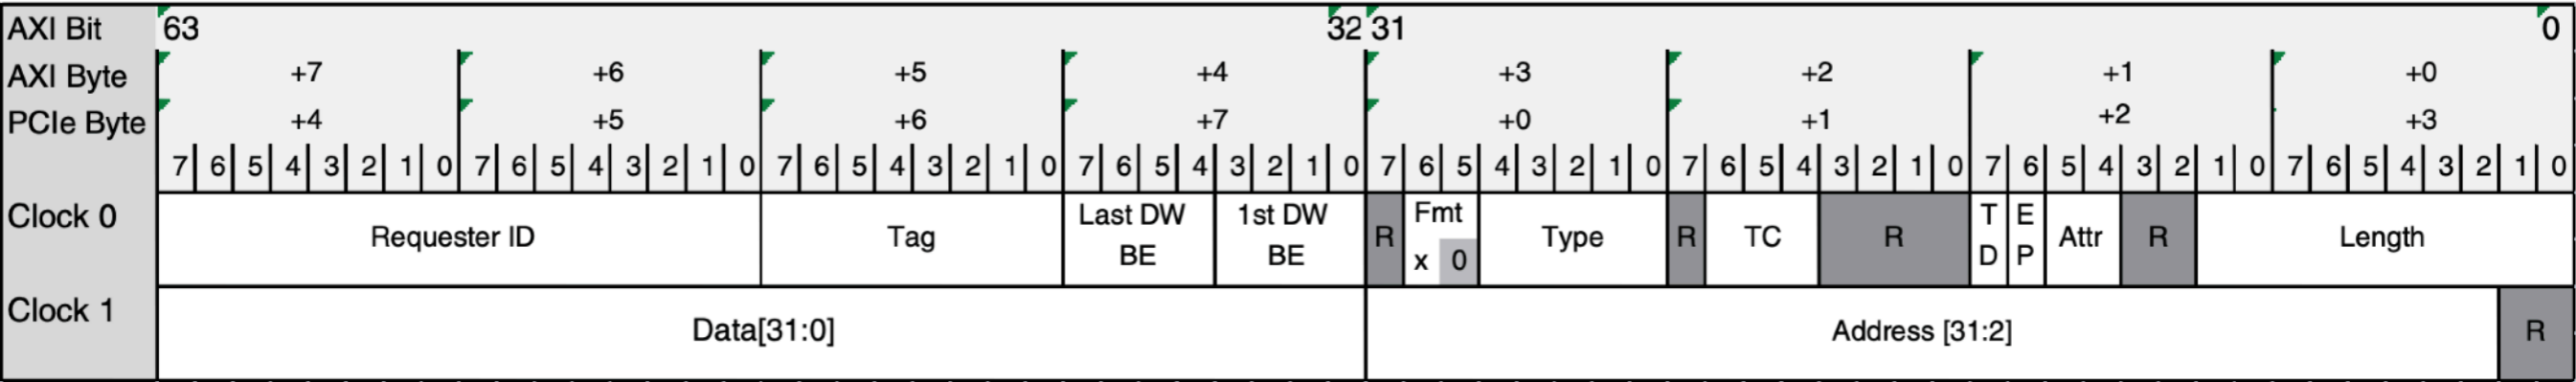 AXI Bit 63 32 31 0
AXI Byte +7 +6 +5 +4 +3 +2 +1 +0
PCIe Byte +4 +5 +6 +7 +0 +1 +2 +3
7 6 5 4 3 2 1 0 7 6 5 4 3 2 1 0 7 6 5 4 3 2 1 0 7 6 5 4 3 2 1 0 7 6 5 4 3 2 1 0 7 6 5 4 3 2 1 0 7 6 5 4 3 2 1 0 7 6 5 4 3 2 1 0
Clock 0 Requester ID Tag Last DW BE 1st DW BE R Fmt x 0 Type R TC R TD EP Attr R Length
Clock 1 Data[31:0] Address [31:2] R